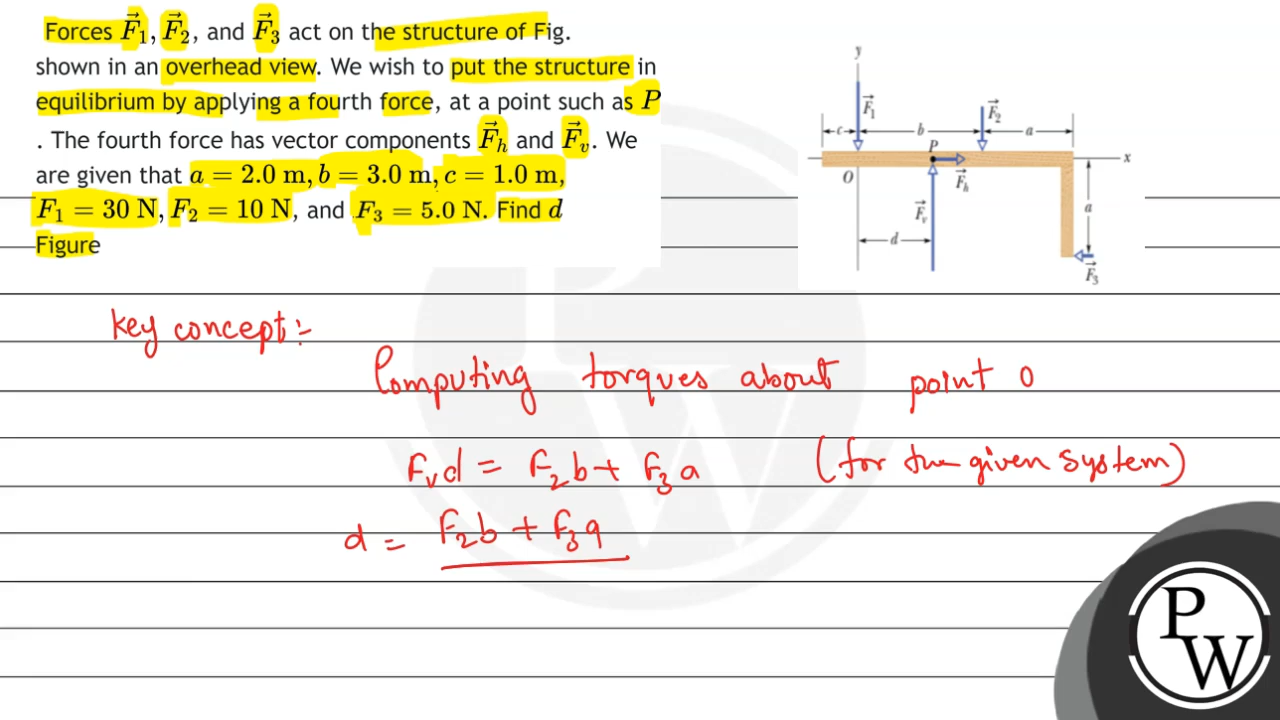 Forces F⃗₁, F⃗₂, and F⃗₃ act on the structure of Fig.
shown in an overhead view. We wish to put the structure in
equilibrium by applying a fourth force, at a point such as P
. The fourth force has vector components F⃗ₕ and F⃗ᵥ. We
are given that a = 2.0 m, b = 3.0 m, c = 1.0 m,
F₁ = 30 N, F₂ = 10 N, and F₃ = 5.0 N. Find d
Figure
y
F⃗₁
F⃗₂
c
b
a
P
x
O
F⃗ₕ
F⃗ᵥ
a
d
F⃗₃
Key concept:-
Computing torques about point O
Fᵥd = F₂b + F₃a (for the given system)
d = F₂b + F₃a
PW
PW